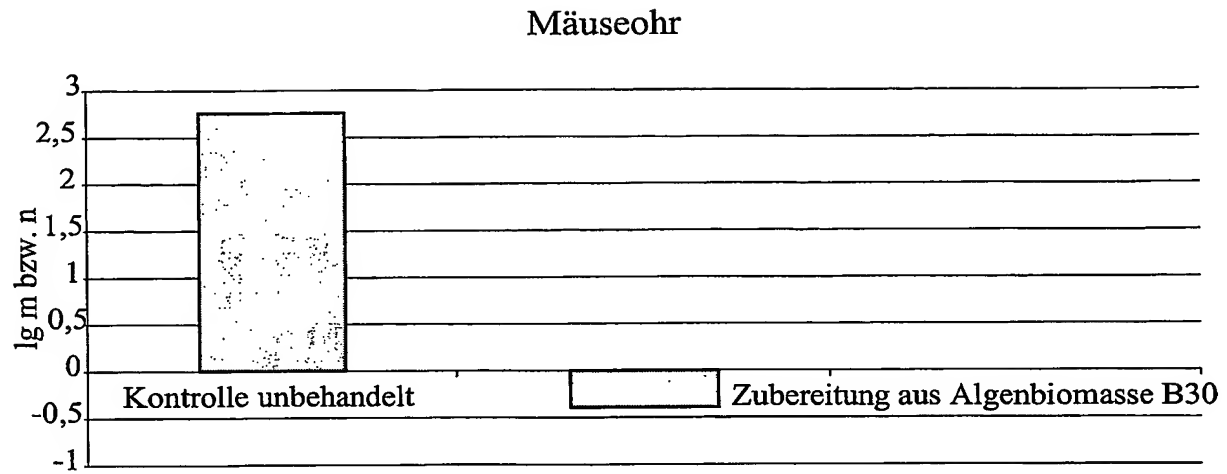 Mäuseohr
lg m bzw. n
3
2,5
2
1,5
1
0,5
0
-0,5
-1
Kontrolle unbehandelt
Zubereitung aus Algenbiomasse B30